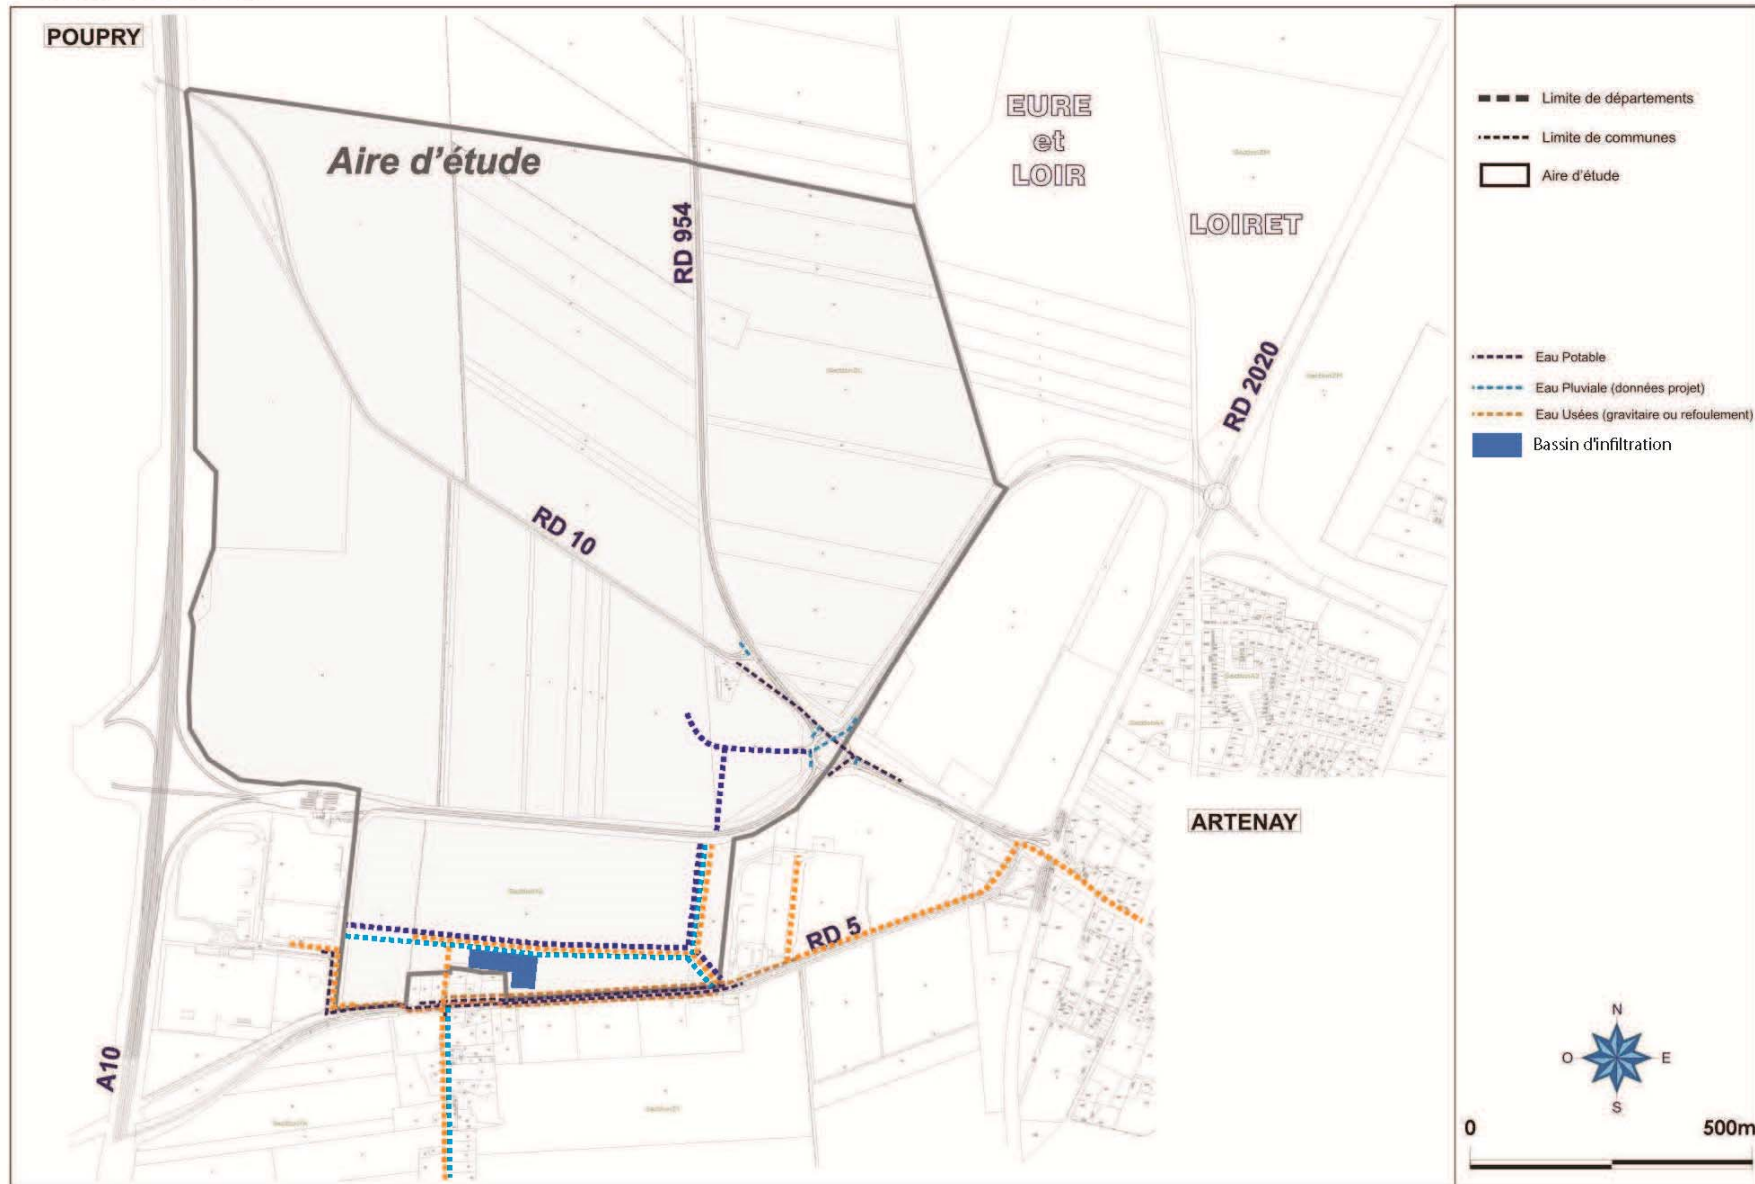 POUPRY
Aire d'étude
EURE
et
LOIR
LOIRET
RD 954
RD 2020
RD 10
RD 5
A10
ARTENAY
Limite de départements
Limite de communes
Aire d'étude
Eau Potable
Eau Pluviale (données projet)
Eau Usées (gravitaire ou refoulement)
Bassin d'infiltration
N
O
E
S
0
500m